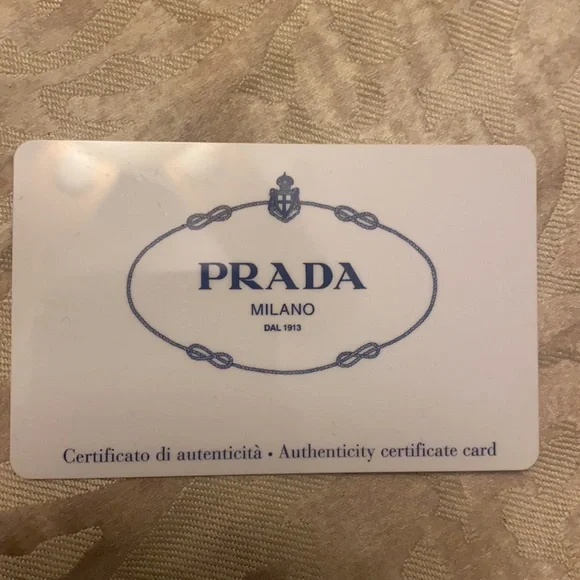 PRADA
MILANO
DAL 1913
Certificato di autenticità • Authenticity certificate card